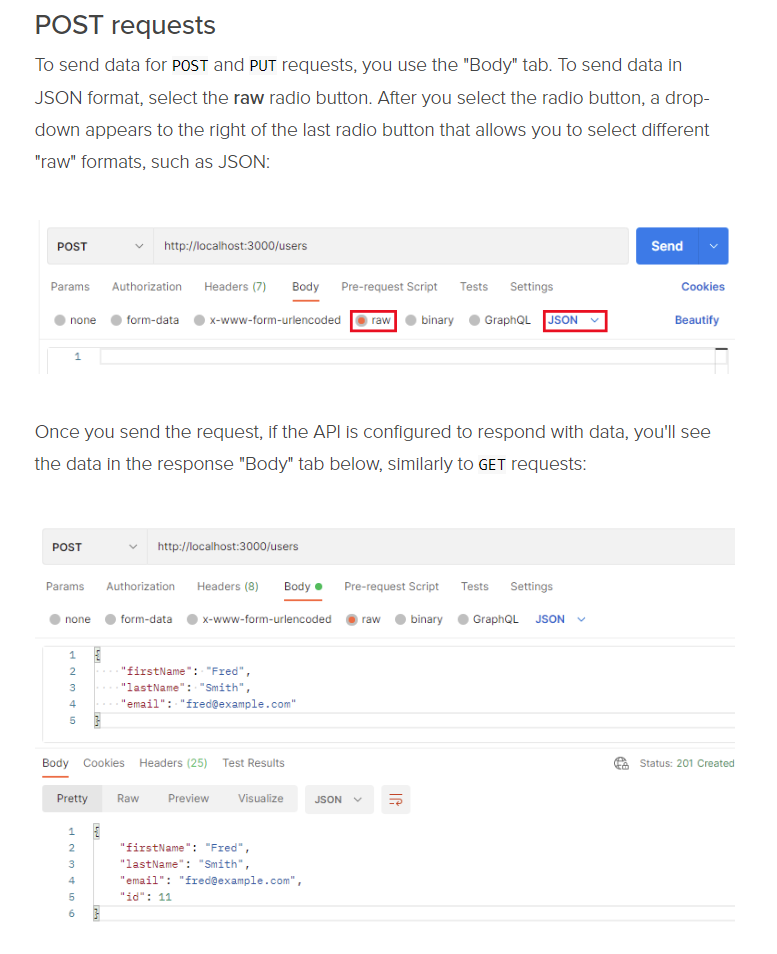 POST requests
To send data for POST and PUT requests, you use the "Body" tab. To send data in
JSON format, select the raw radio button. After you select the radio button, a drop-
down appears to the right of the last radio button that allows you to select different
"raw" formats, such as JSON:
POST http://localhost:3000/users Send
Params Authorization Headers (7) Body Pre-request Script Tests Settings Cookies
none form-data x-www-form-urlencoded raw binary GraphQL JSON Beautify
1
Once you send the request, if the API is configured to respond with data, you'll see
the data in the response "Body" tab below, similarly to GET requests:
POST http://localhost:3000/users
Params Authorization Headers (8) Body Pre-request Script Tests Settings
none form-data x-www-form-urlencoded raw binary GraphQL JSON
1 {
2 "firstName": "Fred",
3 "lastName": "Smith",
4 "email": "fred@example.com"
5 }
Body Cookies Headers (25) Test Results Status: 201 Created
Pretty Raw Preview Visualize JSON
1 {
2 "firstName": "Fred",
3 "lastName": "Smith",
4 "email": "fred@example.com",
5 "id": 11
6 }